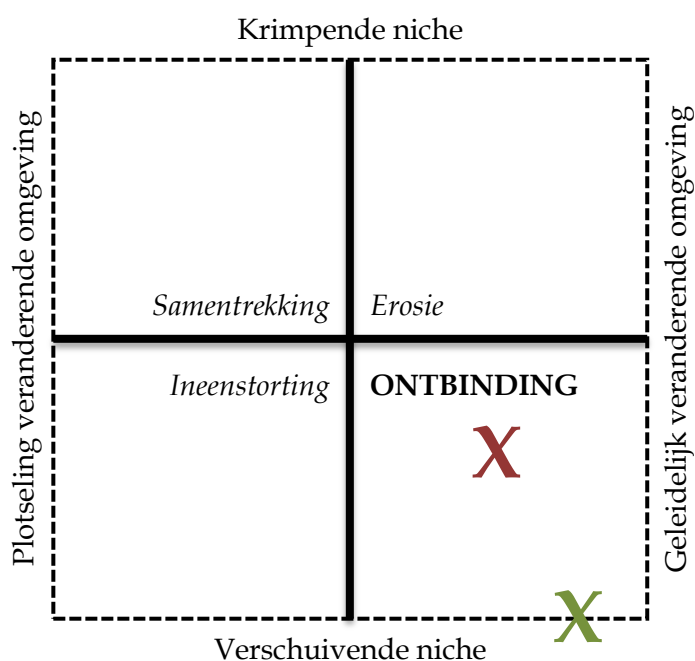 Krimpende niche
Plotseling veranderende omgeving
Geleidelijk veranderende omgeving
Samentrekking
Erosie
Ineenstorting
ONTBINDING
X
X
Verschuivende niche